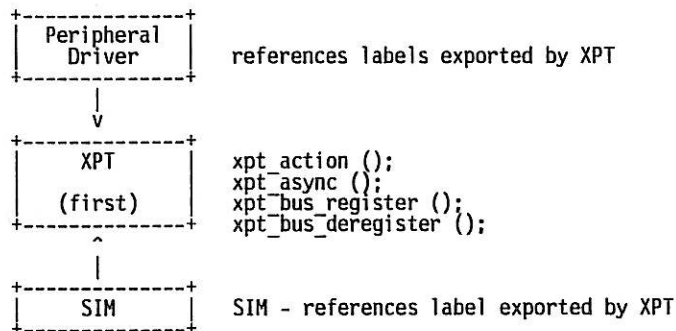 Peripheral
Driver references labels exported by XPT
v
XPT xpt_action ();
xpt_async ();
(first) xpt_bus_register ();
xpt_bus_deregister ();
^
SIM SIM - references label exported by XPT